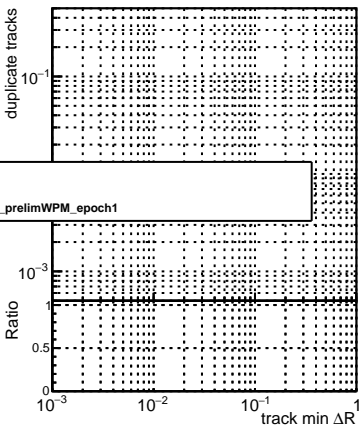 duplicate tracks
10⁻¹
_prelimWPM_epoch1
10⁻³
Ratio
1
0.5
0
10⁻³ 10⁻² 10⁻¹ 1
track min ΔR